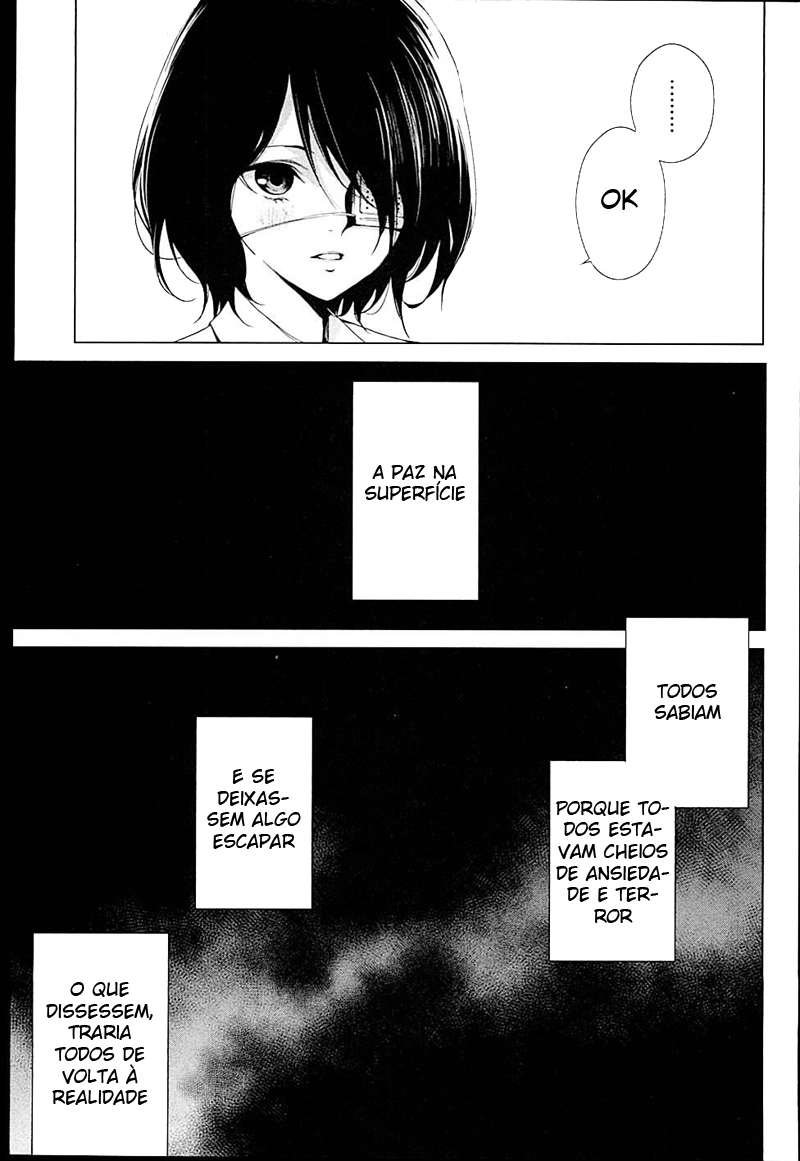 .........
OK
A PAZ NA
SUPERFÍCIE
TODOS
SABIAM
PORQUE TO-
DOS ESTA-
VAM CHEIOS
DE ANSIEDA-
DE E TER-
ROR
E SE
DEIXAS-
SEM ALGO
ESCAPAR
O QUE
DISSESSEM,
TRARIA
TODOS DE
VOLTA À
REALIDADE